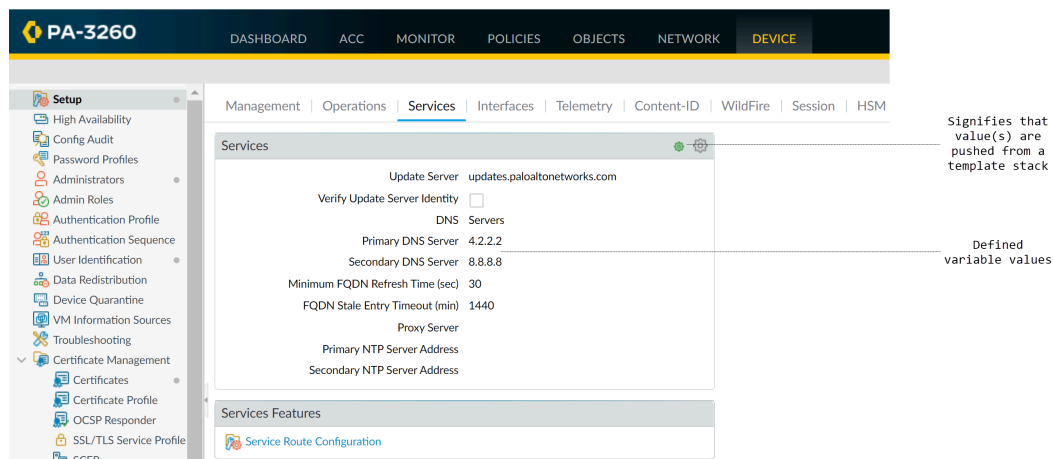 PA-3260
DASHBOARD ACC MONITOR POLICIES OBJECTS NETWORK DEVICE
Setup
High Availability
Config Audit
Password Profiles
Administrators
Admin Roles
Authentication Profile
Authentication Sequence
User Identification
Data Redistribution
Device Quarantine
VM Information Sources
Troubleshooting
Certificate Management
Certificates
Certificate Profile
OCSP Responder
SSL/TLS Service Profile
SCEP
Management Operations Services Interfaces Telemetry Content-ID WildFire Session HSM
Services
Update Server updates.paloaltonetworks.com
Verify Update Server Identity
DNS Servers
Primary DNS Server 4.2.2.2
Secondary DNS Server 8.8.8.8
Minimum FQDN Refresh Time (sec) 30
FQDN Stale Entry Timeout (min) 1440
Proxy Server
Primary NTP Server Address
Secondary NTP Server Address
Services Features
Service Route Configuration
Signifies that
value(s) are
pushed from a
template stack
Defined
variable values